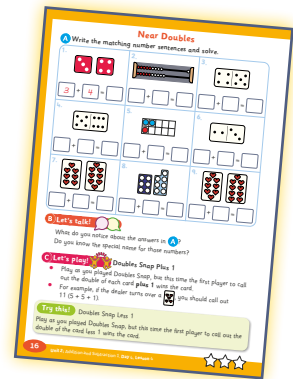 Near Doubles
A Write the matching number sentences and solve.
1. 2. 3.
3 + 4 = + = + =
4. 5. 6.
+ = + = + =
7. 8. 9.
+ = + = + =
B Let's talk!
What do you notice about the answers in A?
Do you know the special name for those numbers?
C Let's play! Doubles Snap Plus 1
• Play as you played Doubles Snap, but this time the first player to call
out the double of each card plus 1 wins the card.
• For example, if the dealer turns over a , you should call out
11 (5 + 5 + 1).
Try this! Doubles Snap Less 1
Play as you played Doubles Snap, but this time the first player to call out the
double of the card less 1 wins the card.
16